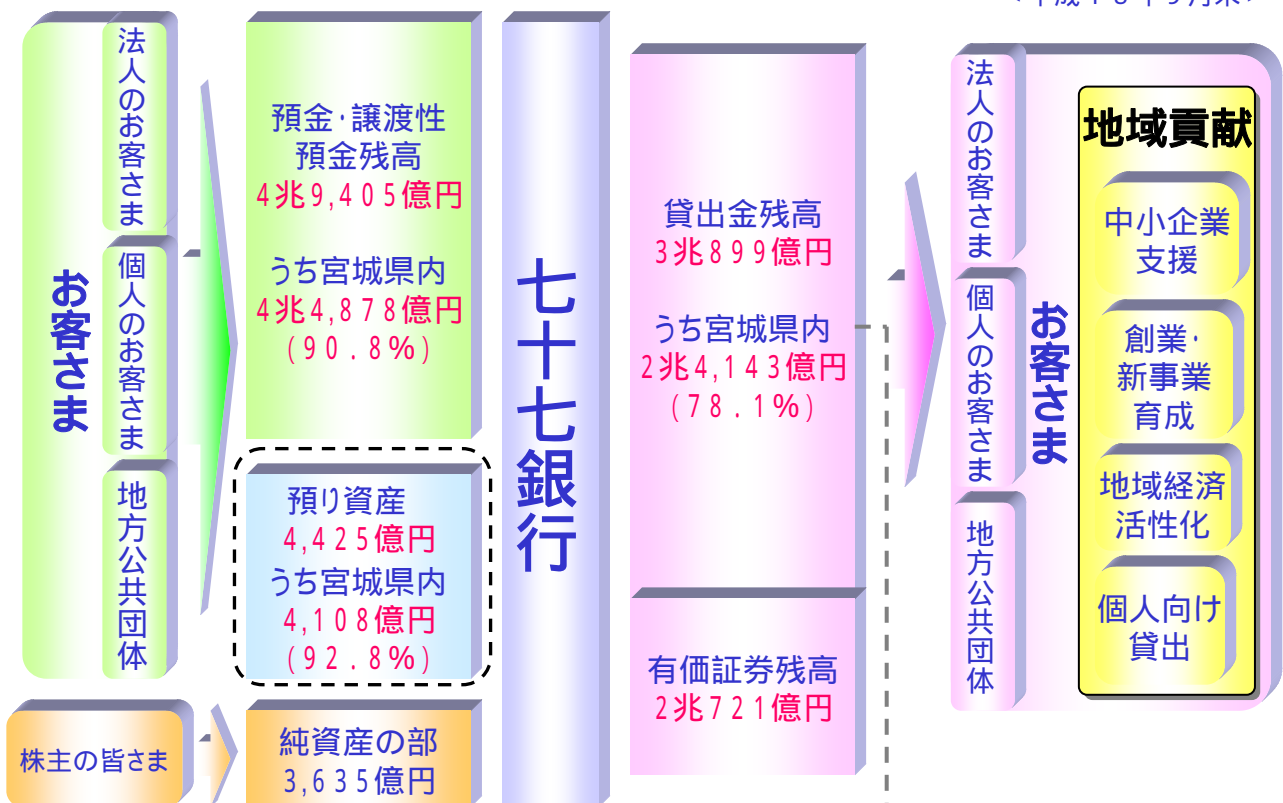 お客さま
法人のお客さま
個人のお客さま
地方公共団体
預金・譲渡性
預金残高
4兆9,405億円
うち宮城県内
4兆4,878億円
(90.8%)
預り資産
4,425億円
うち宮城県内
4,108億円
(92.8%)
株主の皆さま
純資産の部
3,635億円
七十七銀行
貸出金残高
3兆899億円
うち宮城県内
2兆4,143億円
(78.1%)
有価証券残高
2兆721億円
法人のお客さま
個人のお客さま
地方公共団体
お客さま
地域貢献
中小企業
支援
創業・
新事業
育成
地域経済
活性化
個人向け
貸出